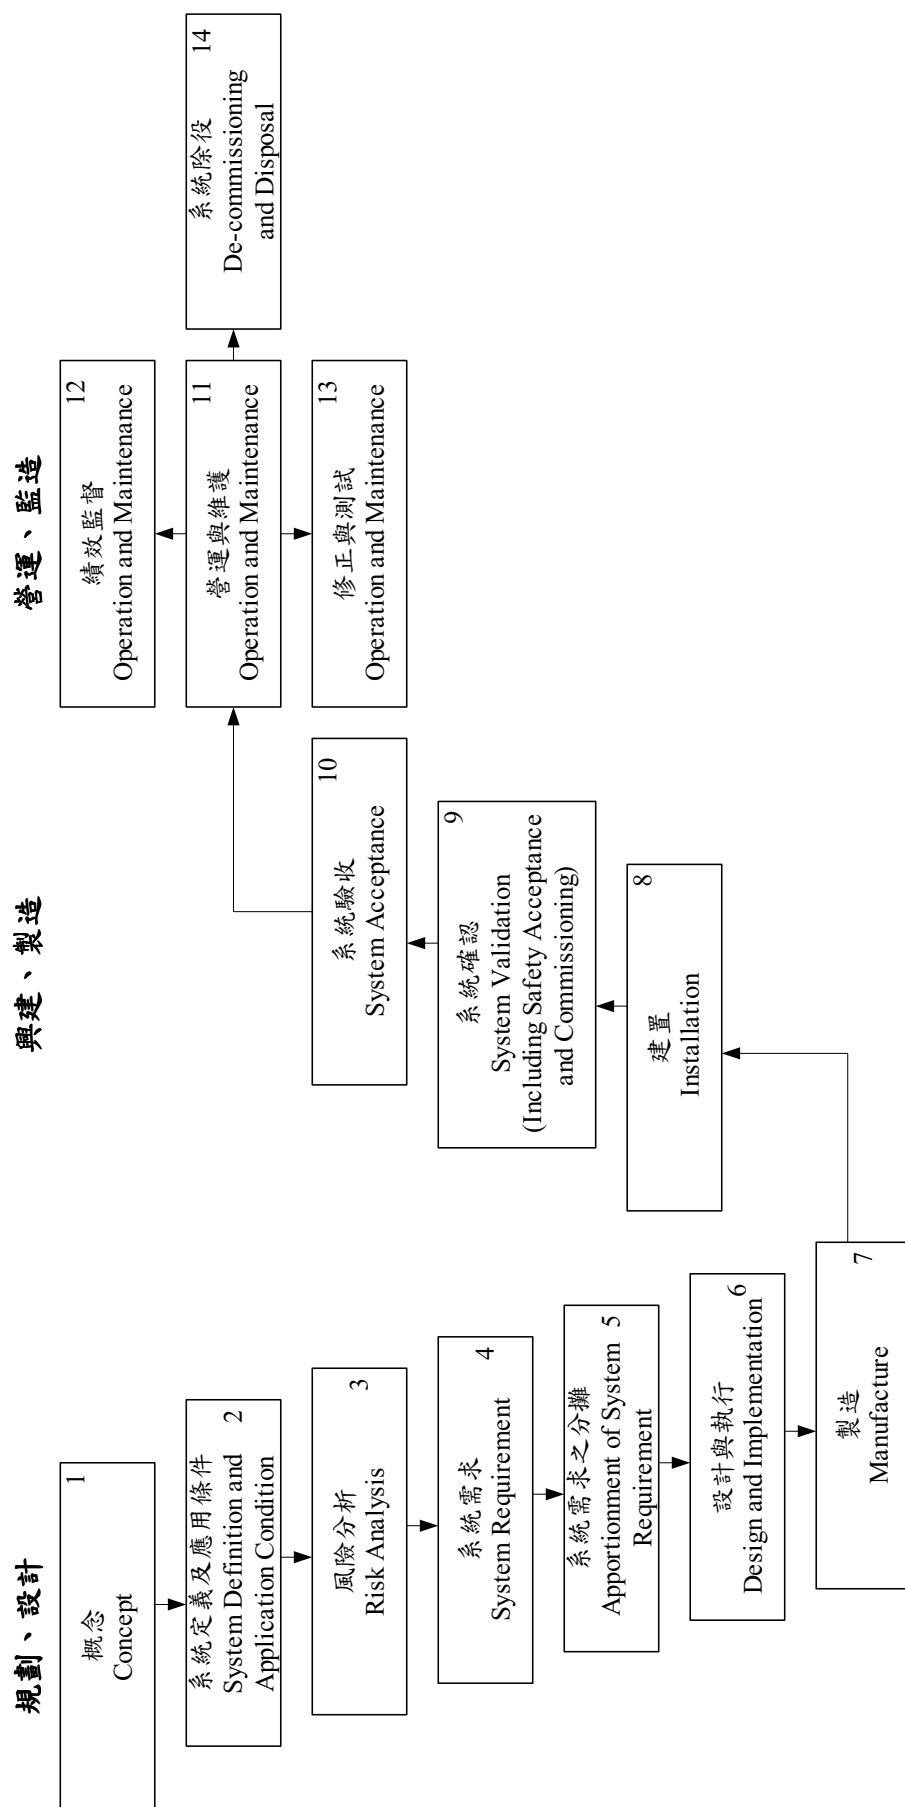 規劃、設計
興建、製造
營運、監造
1
概念
Concept
系統定義及應用條件
System Definition and 2
Application Condition
風險分析
Risk Analysis 3
系統需求
System Requirement 4
系統需求之分攤
Apportionment of System 5
Requirement
設計與執行
Design and Implementation 6
製造
Manufacture 7
建置
Installation 8
系統確認 9
System Validation
(Including Safety Acceptance
and Commissioning)
系統驗收 10
System Acceptance
營運與維護 11
Operation and Maintenance
績效監督 12
Operation and Maintenance
修正與測試 13
Operation and Maintenance
系統除役 14
De-commissioning
and Disposal